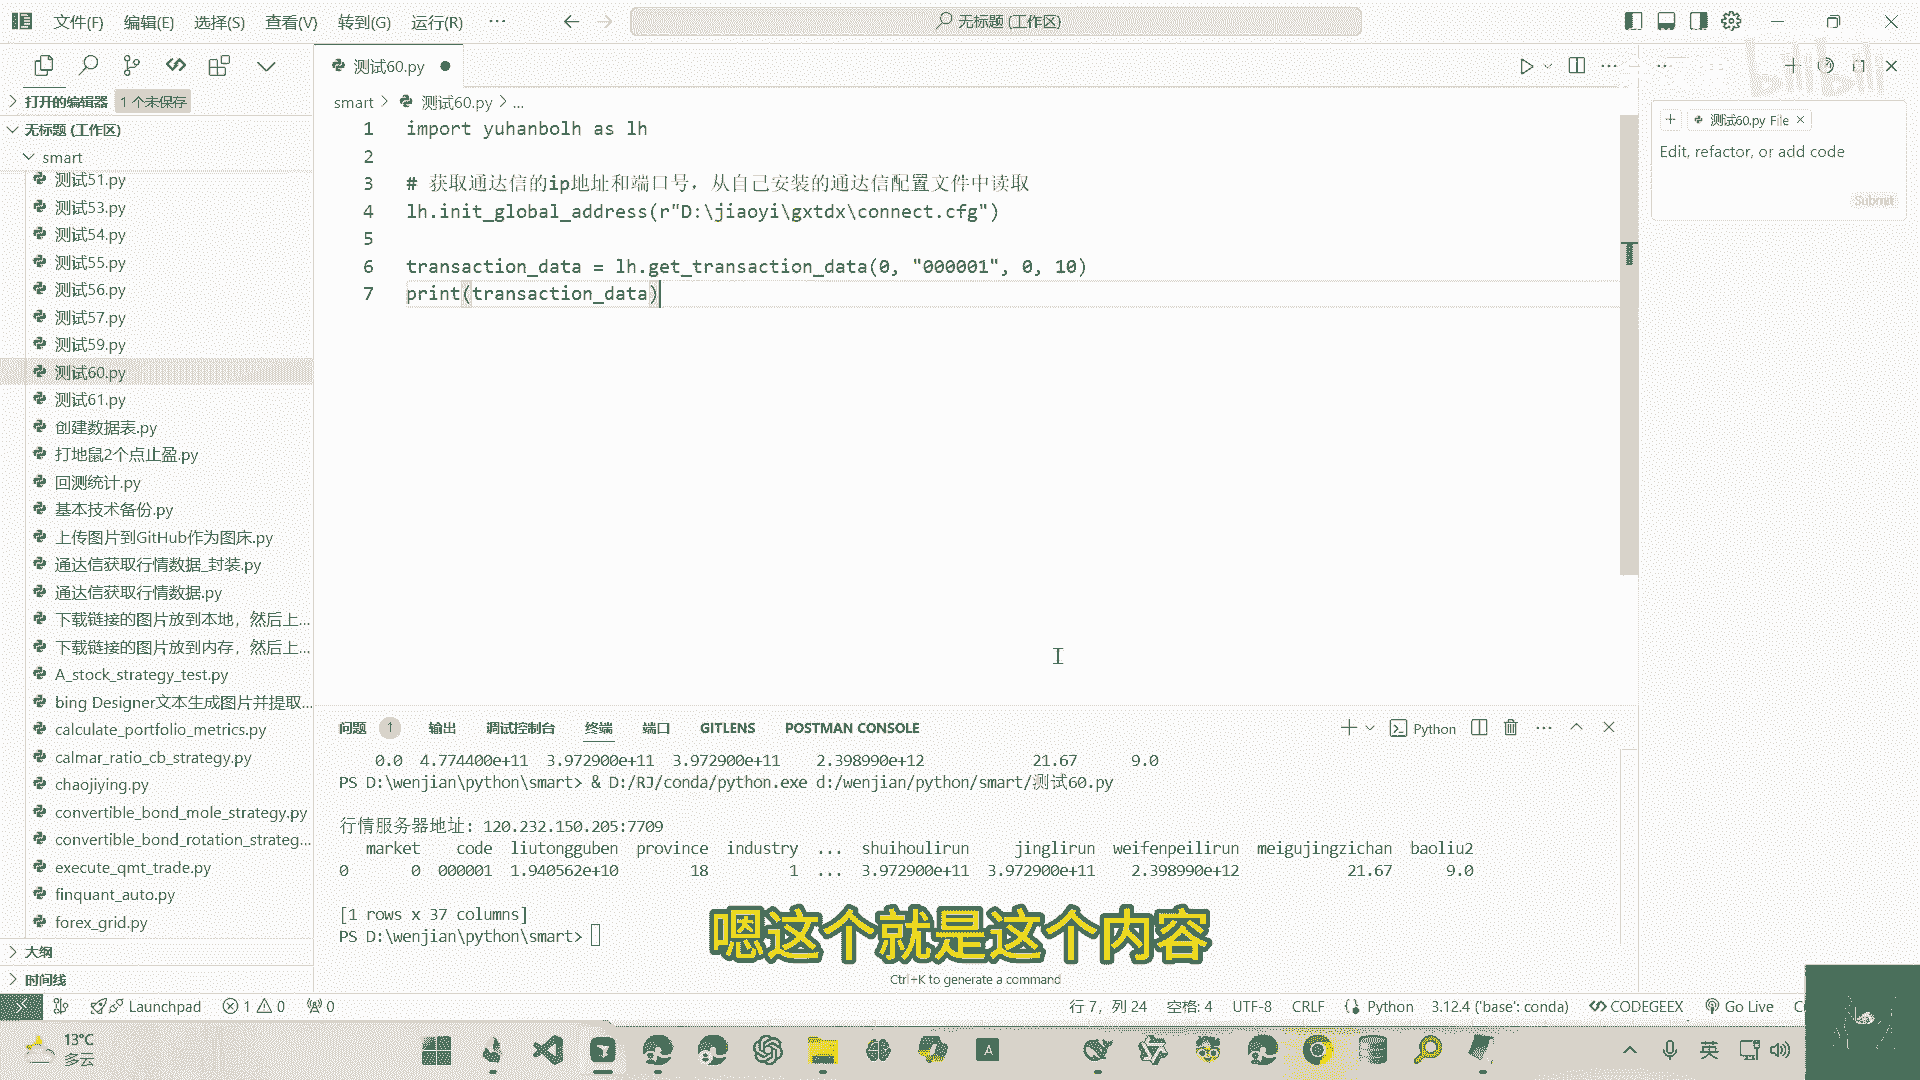 文件(F) 编辑(E) 选择(S) 查看(V) 转到(G) 运行(R) ··· 无标题 (工作区)
测试60.py
bilibili
打开的编辑器 1 个未保存
无标题 (工作区)
smart
测试51.py
测试53.py
测试54.py
测试55.py
测试56.py
测试57.py
测试59.py
测试60.py
测试61.py
创建数据表.py
打地鼠2个点止盈.py
回测统计.py
基本技术备份.py
上传图片到GitHub作为图床.py
通达信获取行情数据_封装.py
通达信获取行情数据.py
下载链接的图片放到本地，然后上...
下载链接的图片放到内存，然后上...
A_stock_strategy_test.py
bing Designer文本生成图片并提取...
calculate_portfolio_metrics.py
calmar_ratio_cb_strategy.py
chaojiying.py
convertible_bond_mole_strategy.py
convertible_bond_rotation_strateg...
execute_qmt_trade.py
finquant_auto.py
forex_grid.py
大纲
时间线
smart > 测试60.py > ...
1 import yuhanbolh as lh
2
3 # 获取通达信的ip地址和端口号，从自己安装的通达信配置文件中读取
4 lh.init_global_address(r"D:\jiaoyi\gxtdx\connect.cfg")
5
6 transaction_data = lh.get_transaction_data(0, "000001", 0, 10)
7 print(transaction_data)
测试60.py File
Edit, refactor, or add code
Submit
问题 1 输出 调试控制台 终端 端口 GITLENS POSTMAN CONSOLE Python
0.0 4.774400e+11 3.972900e+11 3.972900e+11 2.398990e+12 21.67 9.0
PS D:\wenjian\python\smart> & D:/RJ/conda/python.exe d:/wenjian/python/smart/测试60.py
行情服务器地址: 120.232.150.205:7709
market code liutongguben province industry ... shuihoulirun jinglirun weifenpeilirun meigujingzichan baoliu2
0 0 000001 1.940562e+10 18 1 ... 3.972900e+11 3.972900e+11 2.398990e+12 21.67 9.0
[1 rows x 37 columns]
PS D:\wenjian\python\smart>
嗯这个就是这个内容
Ctrl+K to generate a command
Launchpad 1 0 0 行 7，列 24 空格: 4 UTF-8 CRLF Python 3.12.4 ('base': conda) CODEGEEX Go Live
13°C
多云
英